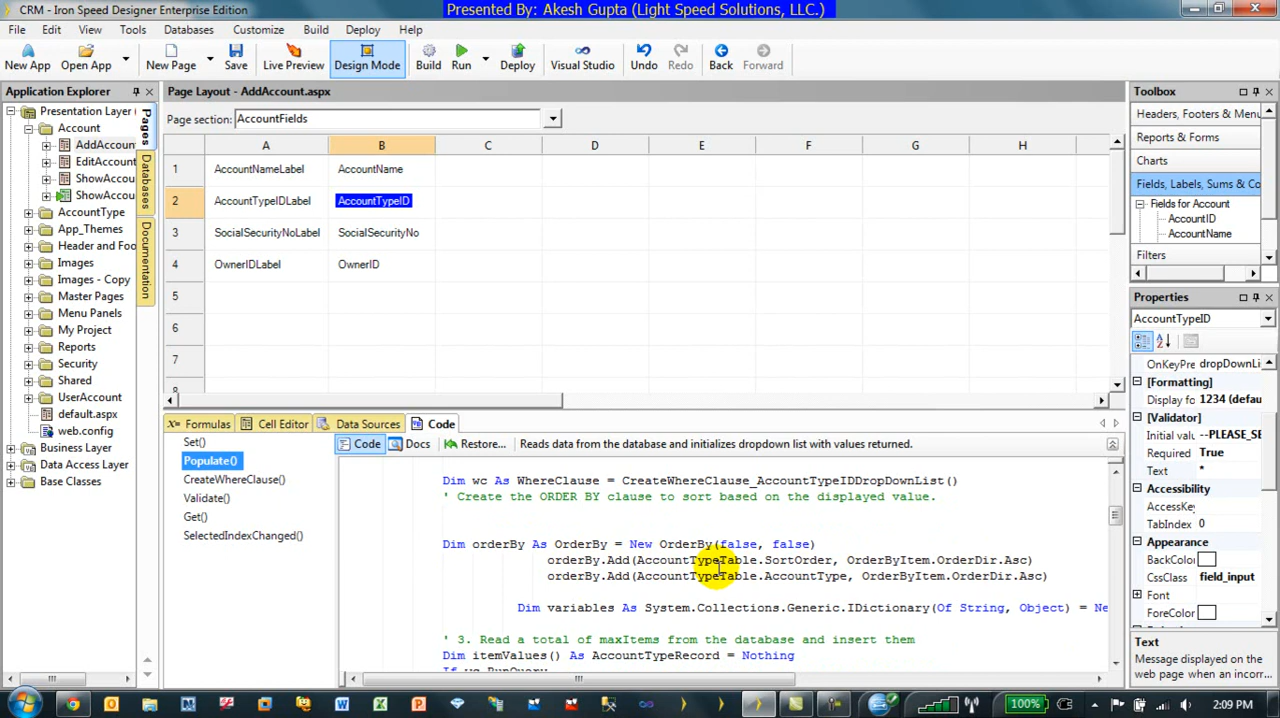 CRM - Iron Speed Designer Enterprise Edition
Presented By: Akesh Gupta (Light Speed Solutions, LLC.)
File Edit View Tools Databases Customize Build Deploy Help
New App Open App New Page Save Live Preview Design Mode Build Run Deploy Visual Studio Undo Redo Back Forward
Application Explorer
Presentation Layer (
Account
AddAccoun
EditAccount
ShowAccou
ShowAccou
AccountType
App_Themes
Header and Foo
Images
Images - Copy
Master Pages
Menu Panels
My Project
Reports
Security
Shared
UserAccount
default.aspx
web.config
Business Layer
Data Access Layer
Base Classes
Pages
Databases
Documentation
Page Layout - AddAccount.aspx
Page section: AccountFields
A B C D E F G H
1 AccountNameLabel AccountName
2 AccountTypeIDLabel AccountTypeID
3 SocialSecurityNoLabel SocialSecurityNo
4 OwnerIDLabel OwnerID
5
6
7
8
X= Formulas Cell Editor Data Sources Code
Set()
Populate()
CreateWhereClause()
Validate()
Get()
SelectedIndexChanged()
Code Docs Restore... Reads data from the database and initializes dropdown list with values returned.
Dim wc As WhereClause = CreateWhereClause_AccountTypeIDDropDownList()
' Create the ORDER BY clause to sort based on the displayed value.
Dim orderBy As OrderBy = New OrderBy(false, false)
orderBy.Add(AccountTypeTable.SortOrder, OrderByItem.OrderDir.Asc)
orderBy.Add(AccountTypeTable.AccountType, OrderByItem.OrderDir.Asc)
Dim variables As System.Collections.Generic.IDictionary(Of String, Object) = Ne
' 3. Read a total of maxItems from the database and insert them
Dim itemValues() As AccountTypeRecord = Nothing
If wc.RunQuery
Toolbox
Headers, Footers & Menu
Reports & Forms
Charts
Fields, Labels, Sums & Co
Fields for Account
AccountID
AccountName
Filters
Properties
AccountTypeID
OnKeyPre dropDownLi
[Formatting]
Display fo 1234 (defau
[Validator]
Initial valu --PLEASE_SE
Required True
Text *
Accessibility
AccessKey
TabIndex 0
Appearance
BackColo
CssClass field_input
Font
ForeColor
Text
Message displayed on the
web page when an incorr...
100% 2:09 PM